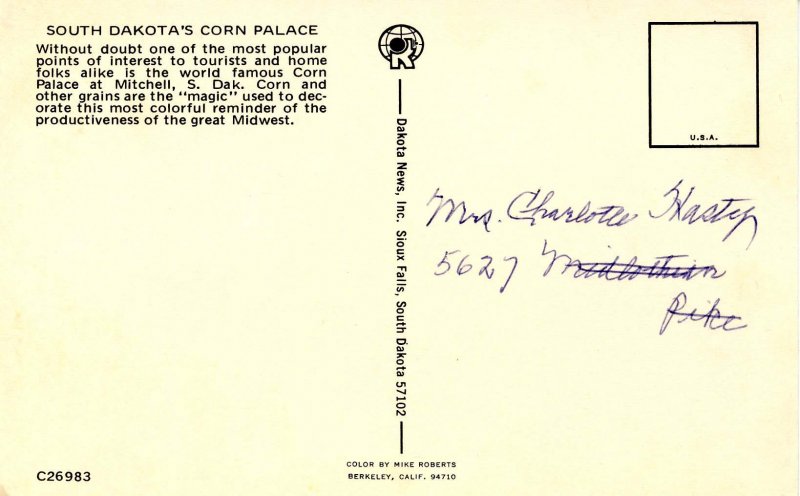 SOUTH DAKOTA'S CORN PALACE
Without doubt one of the most popular
points of interest to tourists and home
folks alike is the world famous Corn
Palace at Mitchell, S. Dak. Corn and
other grains are the "magic" used to dec-
orate this most colorful reminder of the
productiveness of the great Midwest.
C26983
R
Dakota News, Inc. Sioux Falls, South Dakota 57102
COLOR BY MIKE ROBERTS
BERKELEY, CALIF. 94710
U.S.A.
Mrs. Charlotte Hasty
5627 Midlothian
Pike